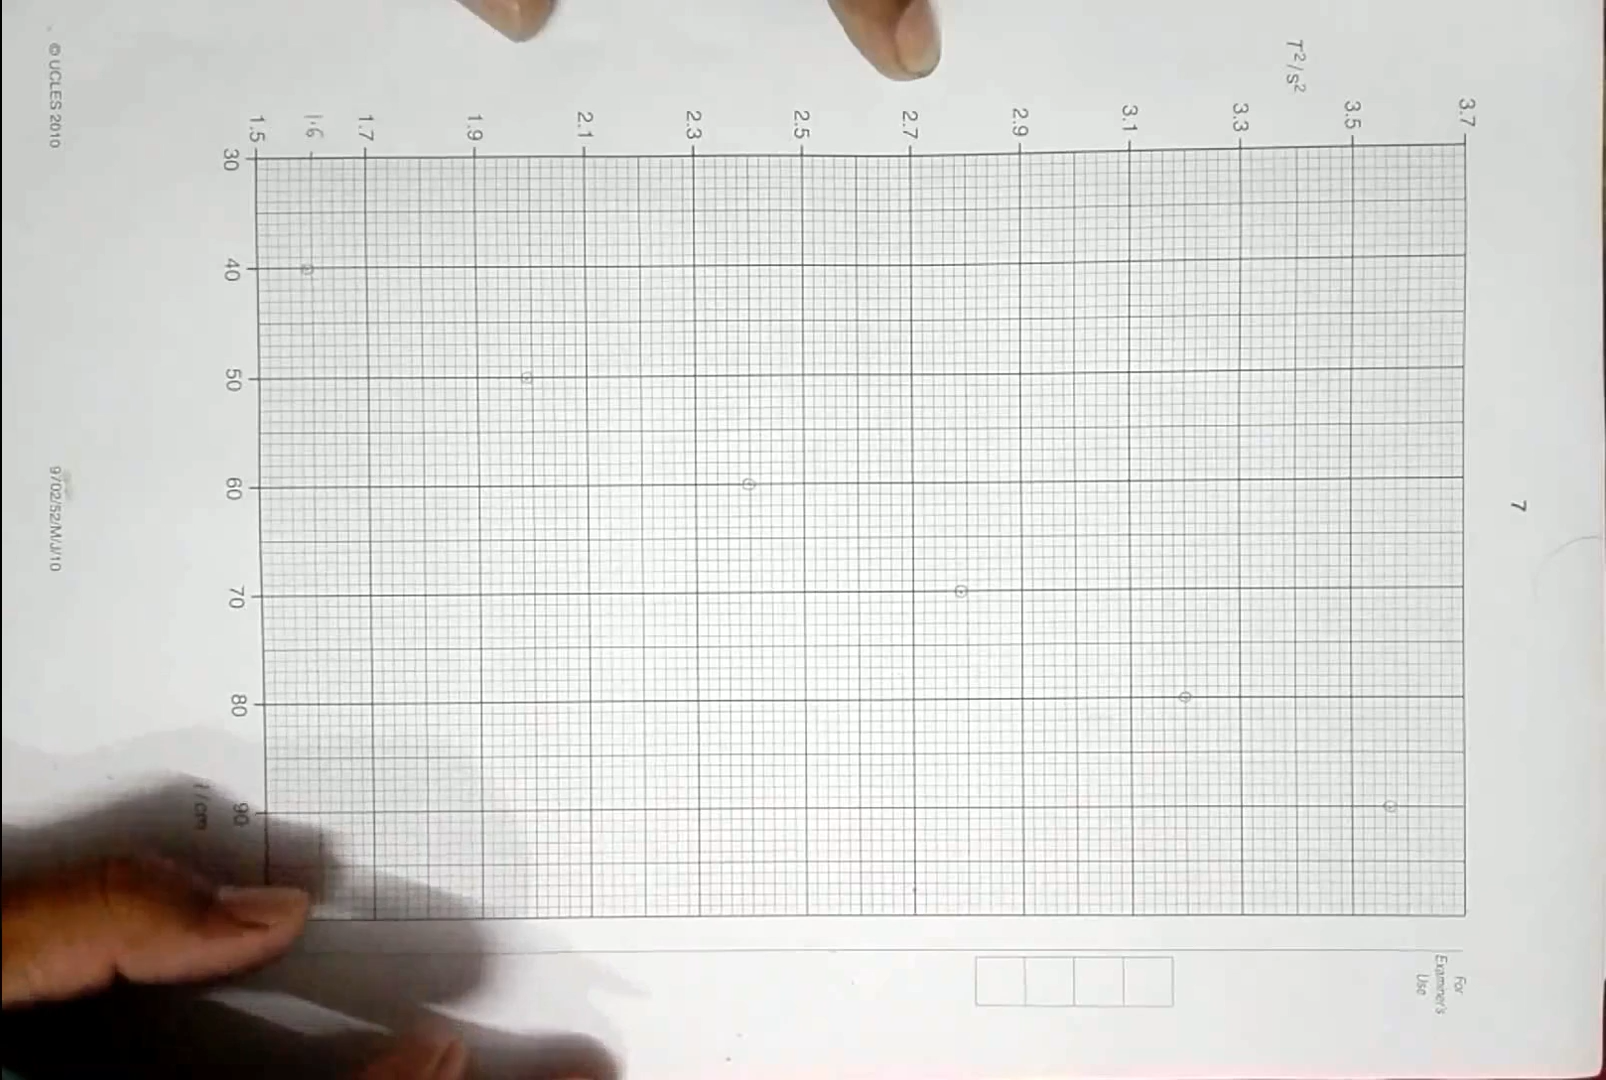 7
For
Examiner's
Use
T²/s²
3.7
3.5
3.3
3.1
2.9
2.7
2.5
2.3
2.1
1.9
1.7
1.6
1.5
30 40 50 60 70 80 90
l/cm
© UCLES 2010
9702/52/M/J/10